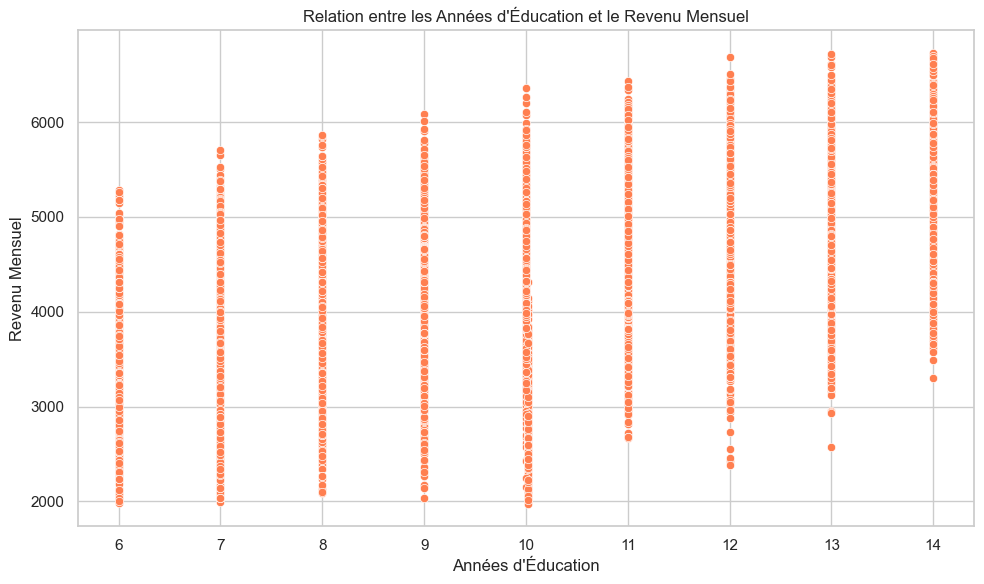 Relation entre les Années d'Éducation et le Revenu Mensuel
Revenu Mensuel
6000
5000
4000
3000
2000
6 7 8 9 10 11 12 13 14
Années d'Éducation